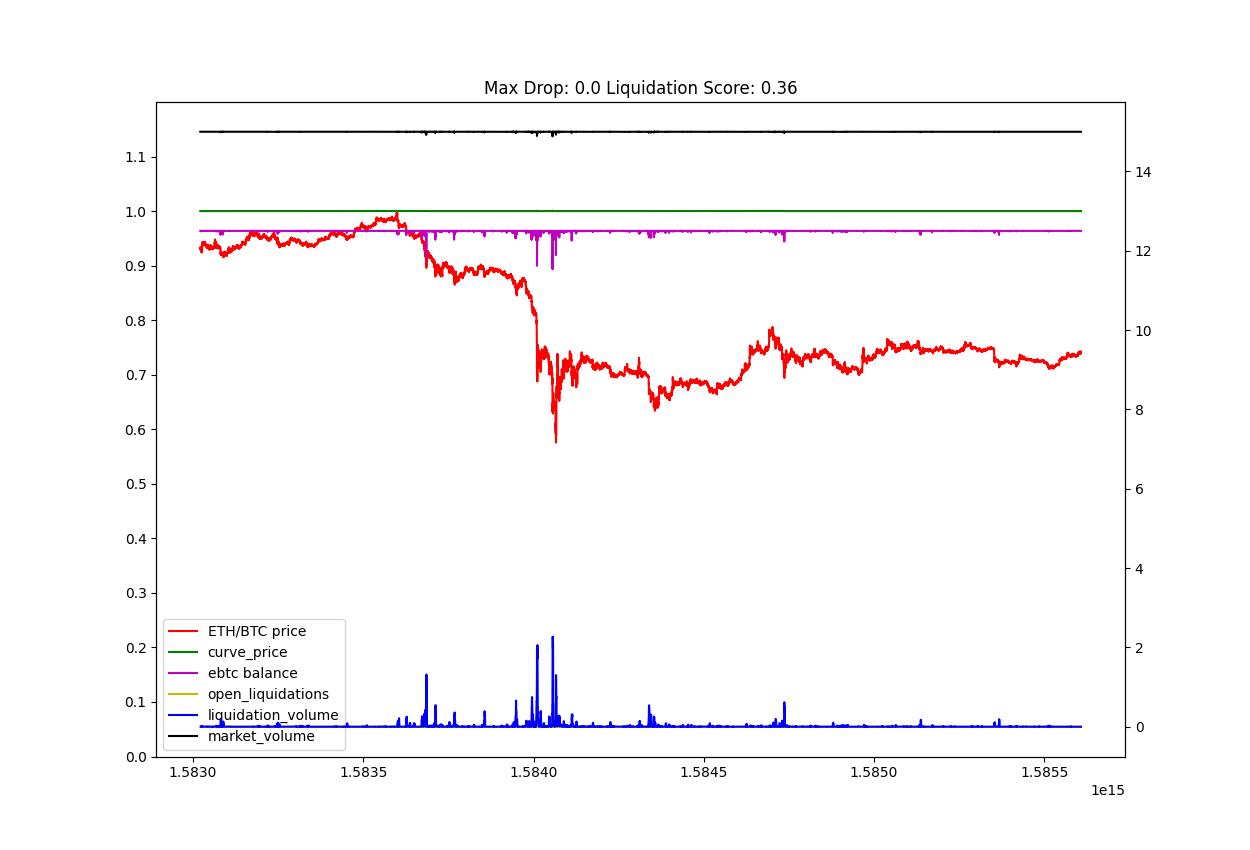 Max Drop: 0.0 Liquidation Score: 0.36
1.1
1.0
0.9
0.8
0.7
0.6
0.5
0.4
0.3
0.2
0.1
0.0
14
12
10
8
6
4
2
0
ETH/BTC price
curve_price
ebtc balance
open_liquidations
liquidation_volume
market_volume
1.5830 1.5835 1.5840 1.5845 1.5850 1.5855
1e15